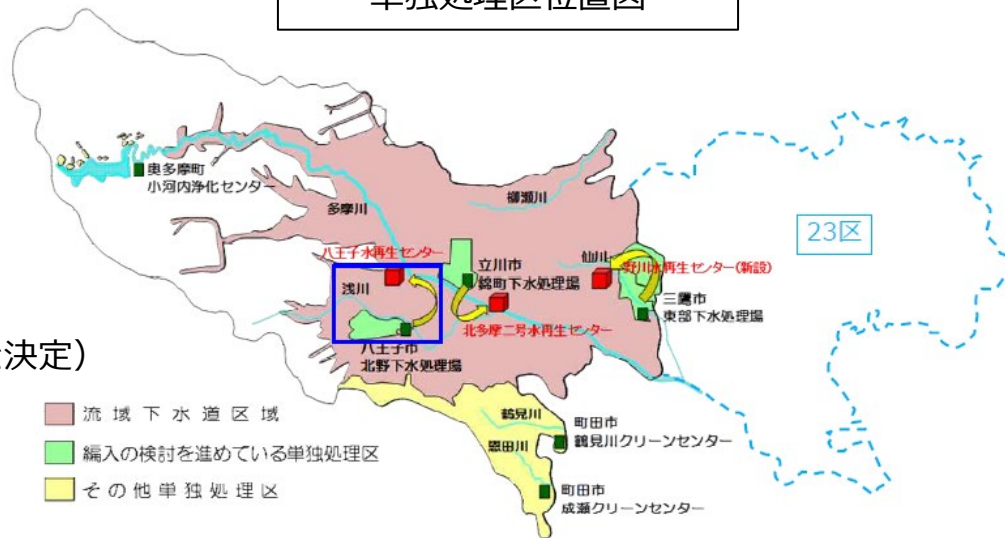 単独処理区位置図
奥多摩町
小河内浄化センター
多摩川
柳瀬川
23区
八王子水再生センター
立川市
錦町下水処理場
仙川
野川水再生センター(新設)
浅川
三鷹市
東部下水処理場
北多摩二号水再生センター
八王子市
北野下水処理場
決定)
流域下水道区域
編入の検討を進めている単独処理区
その他単独処理区
鶴見川
恩田川
町田市
鶴見川クリーンセンター
町田市
成瀬クリーンセンター